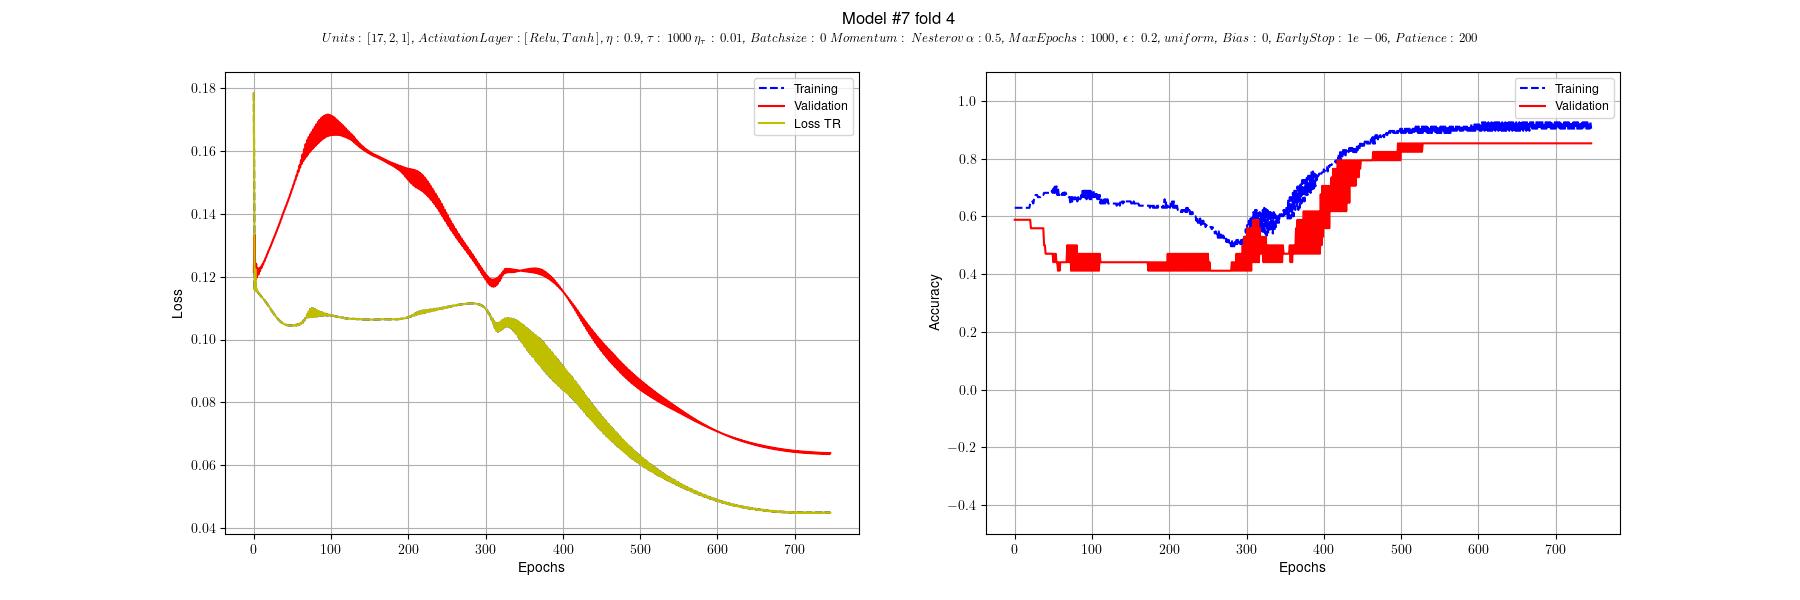 Model #7 fold 4
Units : [17, 2, 1], ActivationLayer : [Relu, Tanh], η : 0.9, τ : 1000 η_τ : 0.01, Batchsize : 0 Momentum : Nesterov α : 0.5, MaxEpochs : 1000, ϵ : 0.2, uniform, Bias : 0, EarlyStop : 1e − 06, Patience : 200
0.18
0.16
0.14
0.12
0.10
0.08
0.06
0.04
Loss
0 100 200 300 400 500 600 700
Epochs
Training
Validation
Loss TR
1.0
0.8
0.6
0.4
0.2
0.0
−0.2
−0.4
Accuracy
0 100 200 300 400 500 600 700
Epochs
Training
Validation